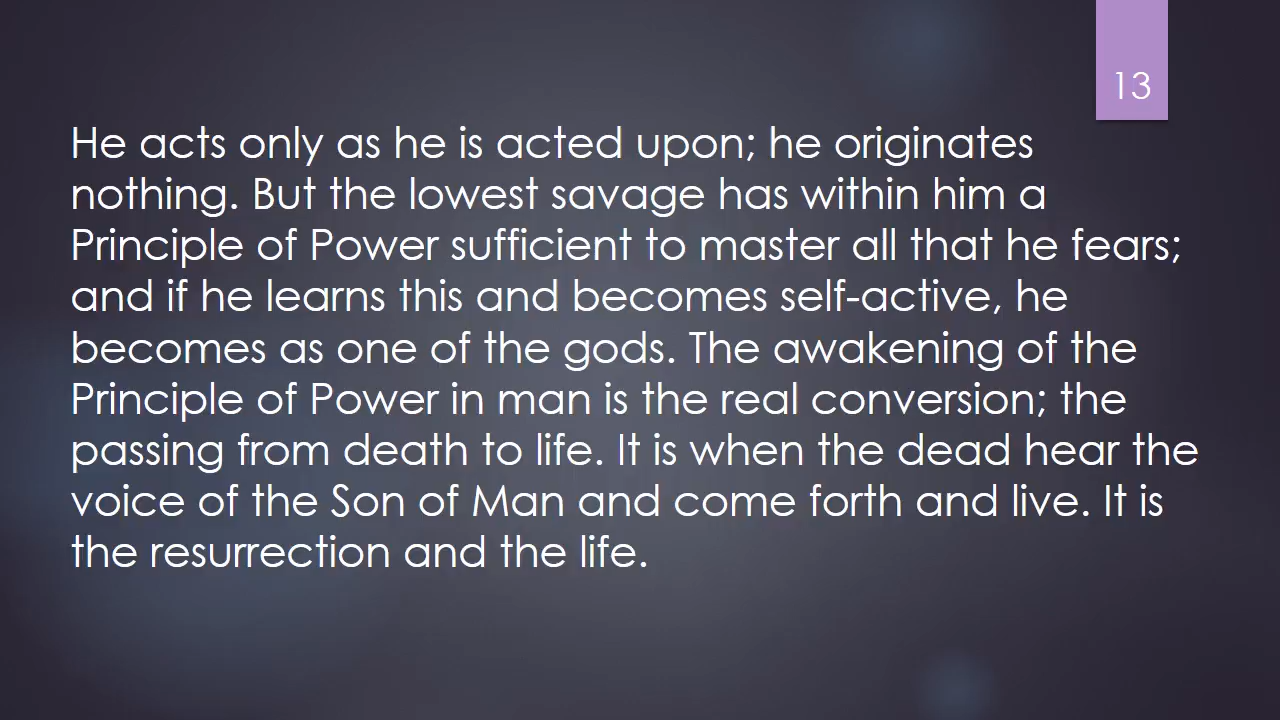 13
He acts only as he is acted upon; he originates
nothing. But the lowest savage has within him a
Principle of Power sufficient to master all that he fears;
and if he learns this and becomes self-active, he
becomes as one of the gods. The awakening of the
Principle of Power in man is the real conversion; the
passing from death to life. It is when the dead hear the
voice of the Son of Man and come forth and live. It is
the resurrection and the life.